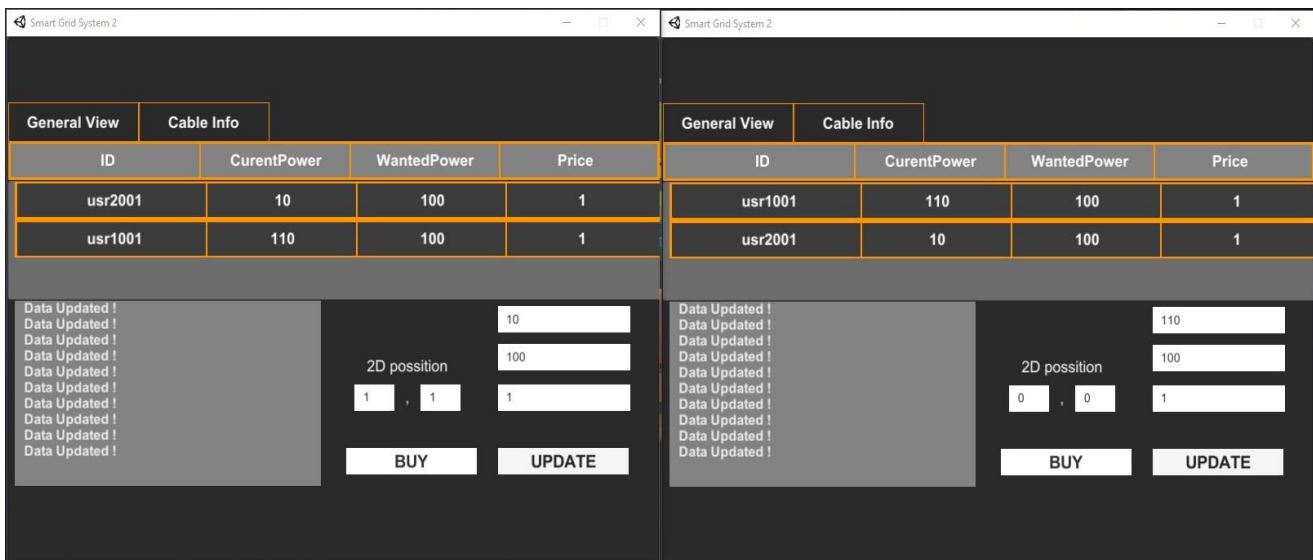 Smart Grid System 2
General View Cable Info
ID CurentPower WantedPower Price
usr2001 10 100 1
usr1001 110 100 1
Data Updated !
Data Updated !
Data Updated !
Data Updated !
Data Updated !
Data Updated !
Data Updated !
Data Updated !
Data Updated !
Data Updated !
10
100
2D possition
1 , 1 1
BUY UPDATE
Smart Grid System 2
General View Cable Info
ID CurentPower WantedPower Price
usr1001 110 100 1
usr2001 10 100 1
Data Updated !
Data Updated !
Data Updated !
Data Updated !
Data Updated !
Data Updated !
Data Updated !
Data Updated !
Data Updated !
Data Updated !
110
100
2D possition
0 , 0 1
BUY UPDATE